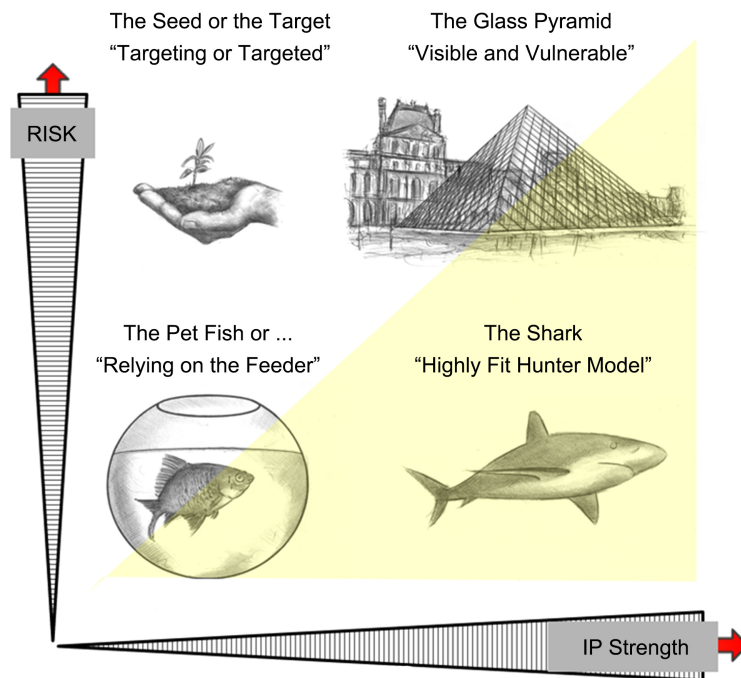 The Seed or the Target
“Targeting or Targeted”
The Glass Pyramid
“Visible and Vulnerable”
RISK
The Pet Fish or ...
“Relying on the Feeder”
The Shark
“Highly Fit Hunter Model”
IP Strength